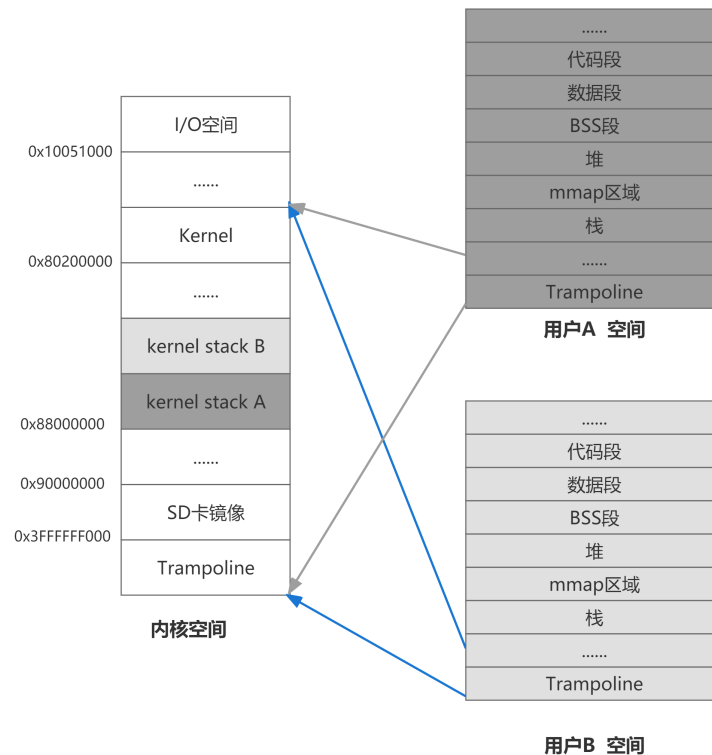 I/O空间
0x10051000
......
Kernel
0x80200000
......
kernel stack B
kernel stack A
0x88000000
......
0x90000000
SD卡镜像
0x3FFFFFF000
Trampoline
内核空间
......
代码段
数据段
BSS段
堆
mmap区域
栈
......
Trampoline
用户A 空间
......
代码段
数据段
BSS段
堆
mmap区域
栈
......
Trampoline
用户B 空间